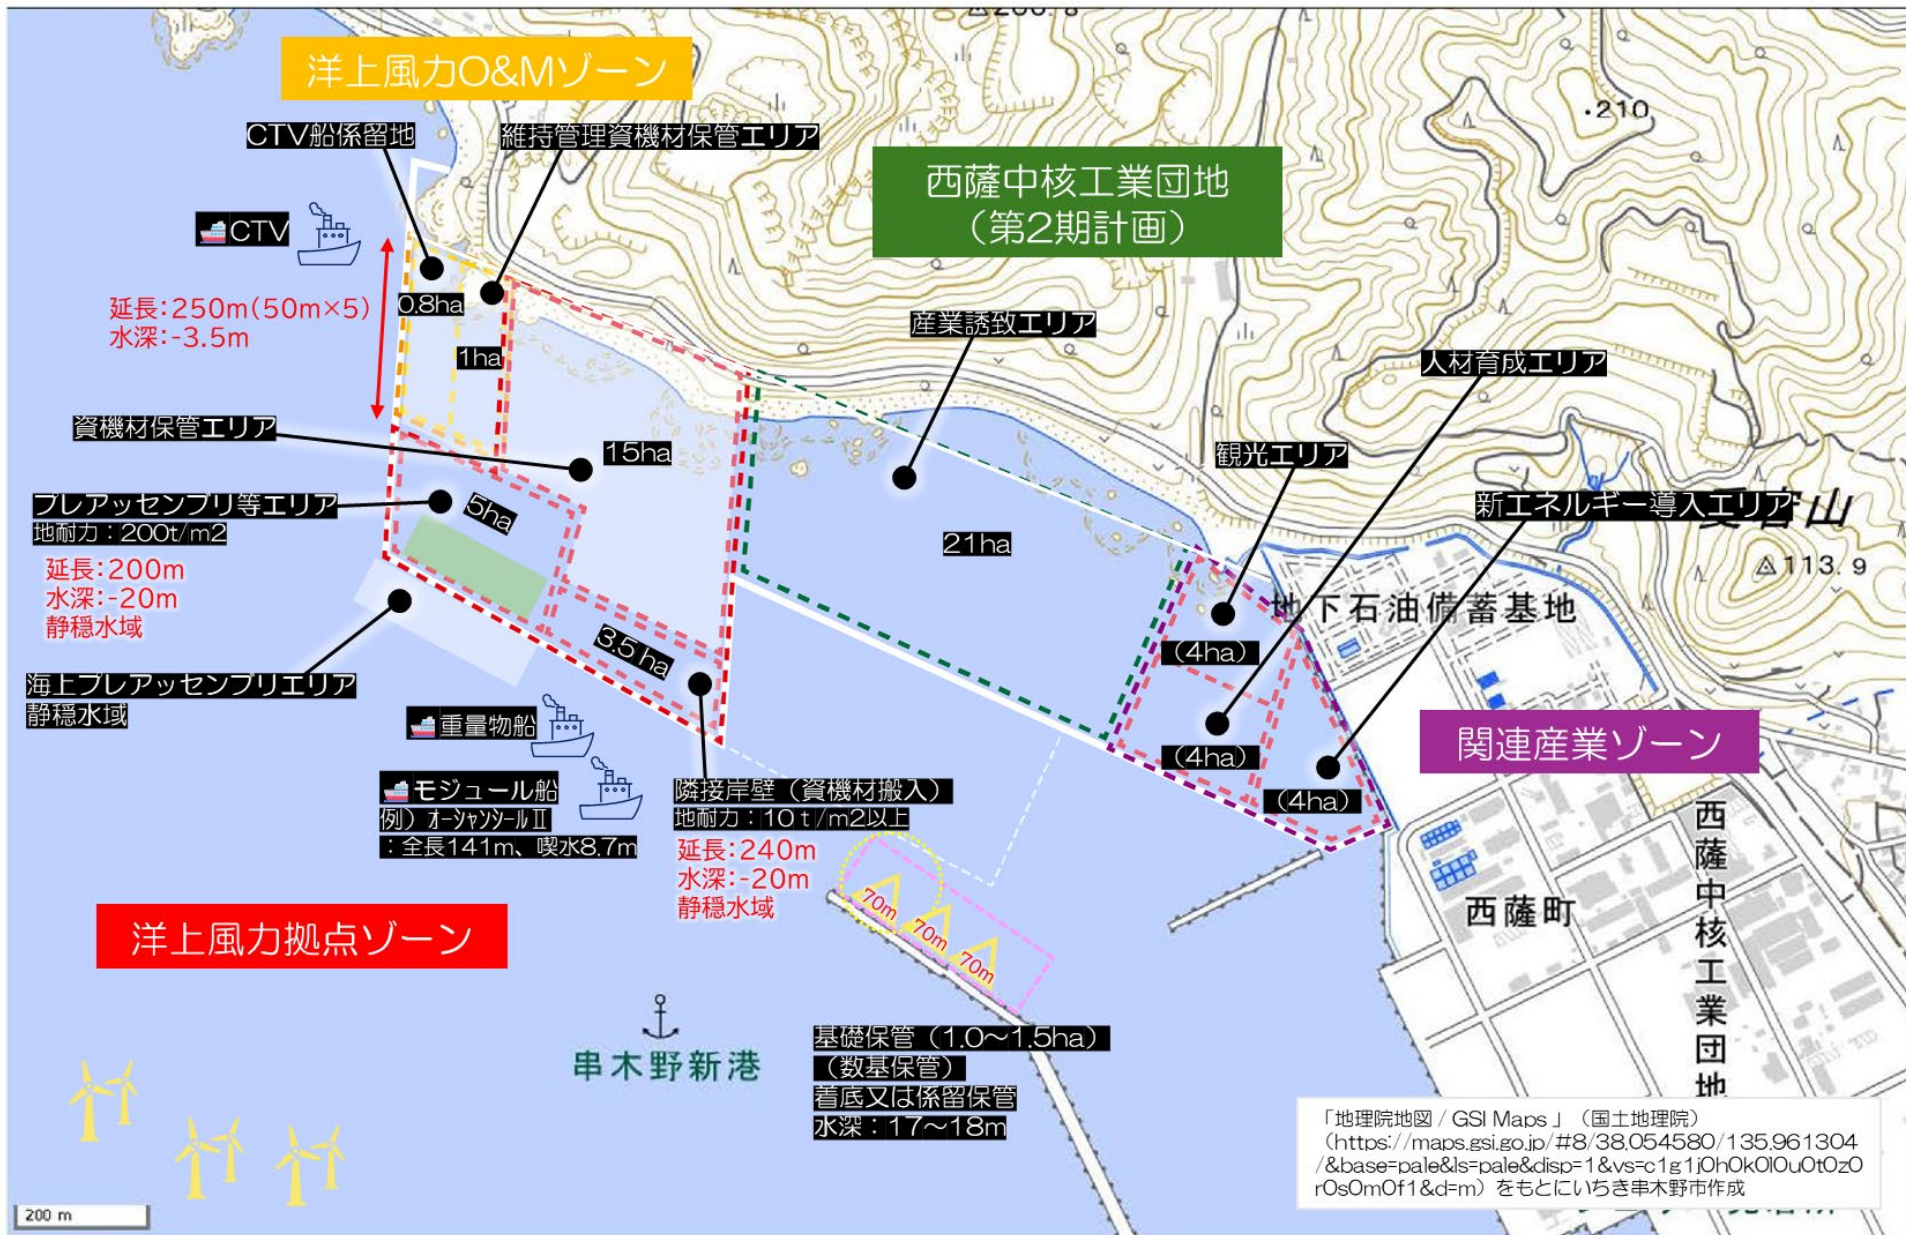 洋上風力O&Mゾーン
CTV船係留地
維持管理資機材保管エリア
西薩中核工業団地
（第2期計画）
・210
CTV
延長：250m(50m×5)
水深：-3.5m
0.8ha
1ha
産業誘致エリア
人材育成エリア
資機材保管エリア
15ha
観光エリア
新エネルギー導入エリア
プレアッセンブリ等エリア
地耐力：200t/m2
5ha
延長：200m
水深：-20m
静穏水域
21ha
113.9
地下石油備蓄基地
3.5 ha
(4ha)
海上プレアッセンブリエリア
静穏水域
重量物船
(4ha)
関連産業ゾーン
モジュール船
例）オーシャンシールⅡ
：全長141m、喫水8.7m
隣接岸壁（資機材搬入）
地耐力：10ｔ/m2以上
(4ha)
延長：240m
水深：-20m
静穏水域
70m
70m
70m
西薩町
西薩中核工業団地
洋上風力拠点ゾーン
串木野新港
基礎保管（1.0～1.5ha）
（数基保管）
着底又は係留保管
水深：17～18m
「地理院地図 / GSI Maps 」（国土地理院）
（https://maps.gsi.go.jp/#8/38.054580/135.961304
/&base=pale&ls=pale&disp=1&vs=c1g1j0h0k0l0u0t0z0
r0s0m0f1&d=m）をもとにいちき串木野市作成
200 m